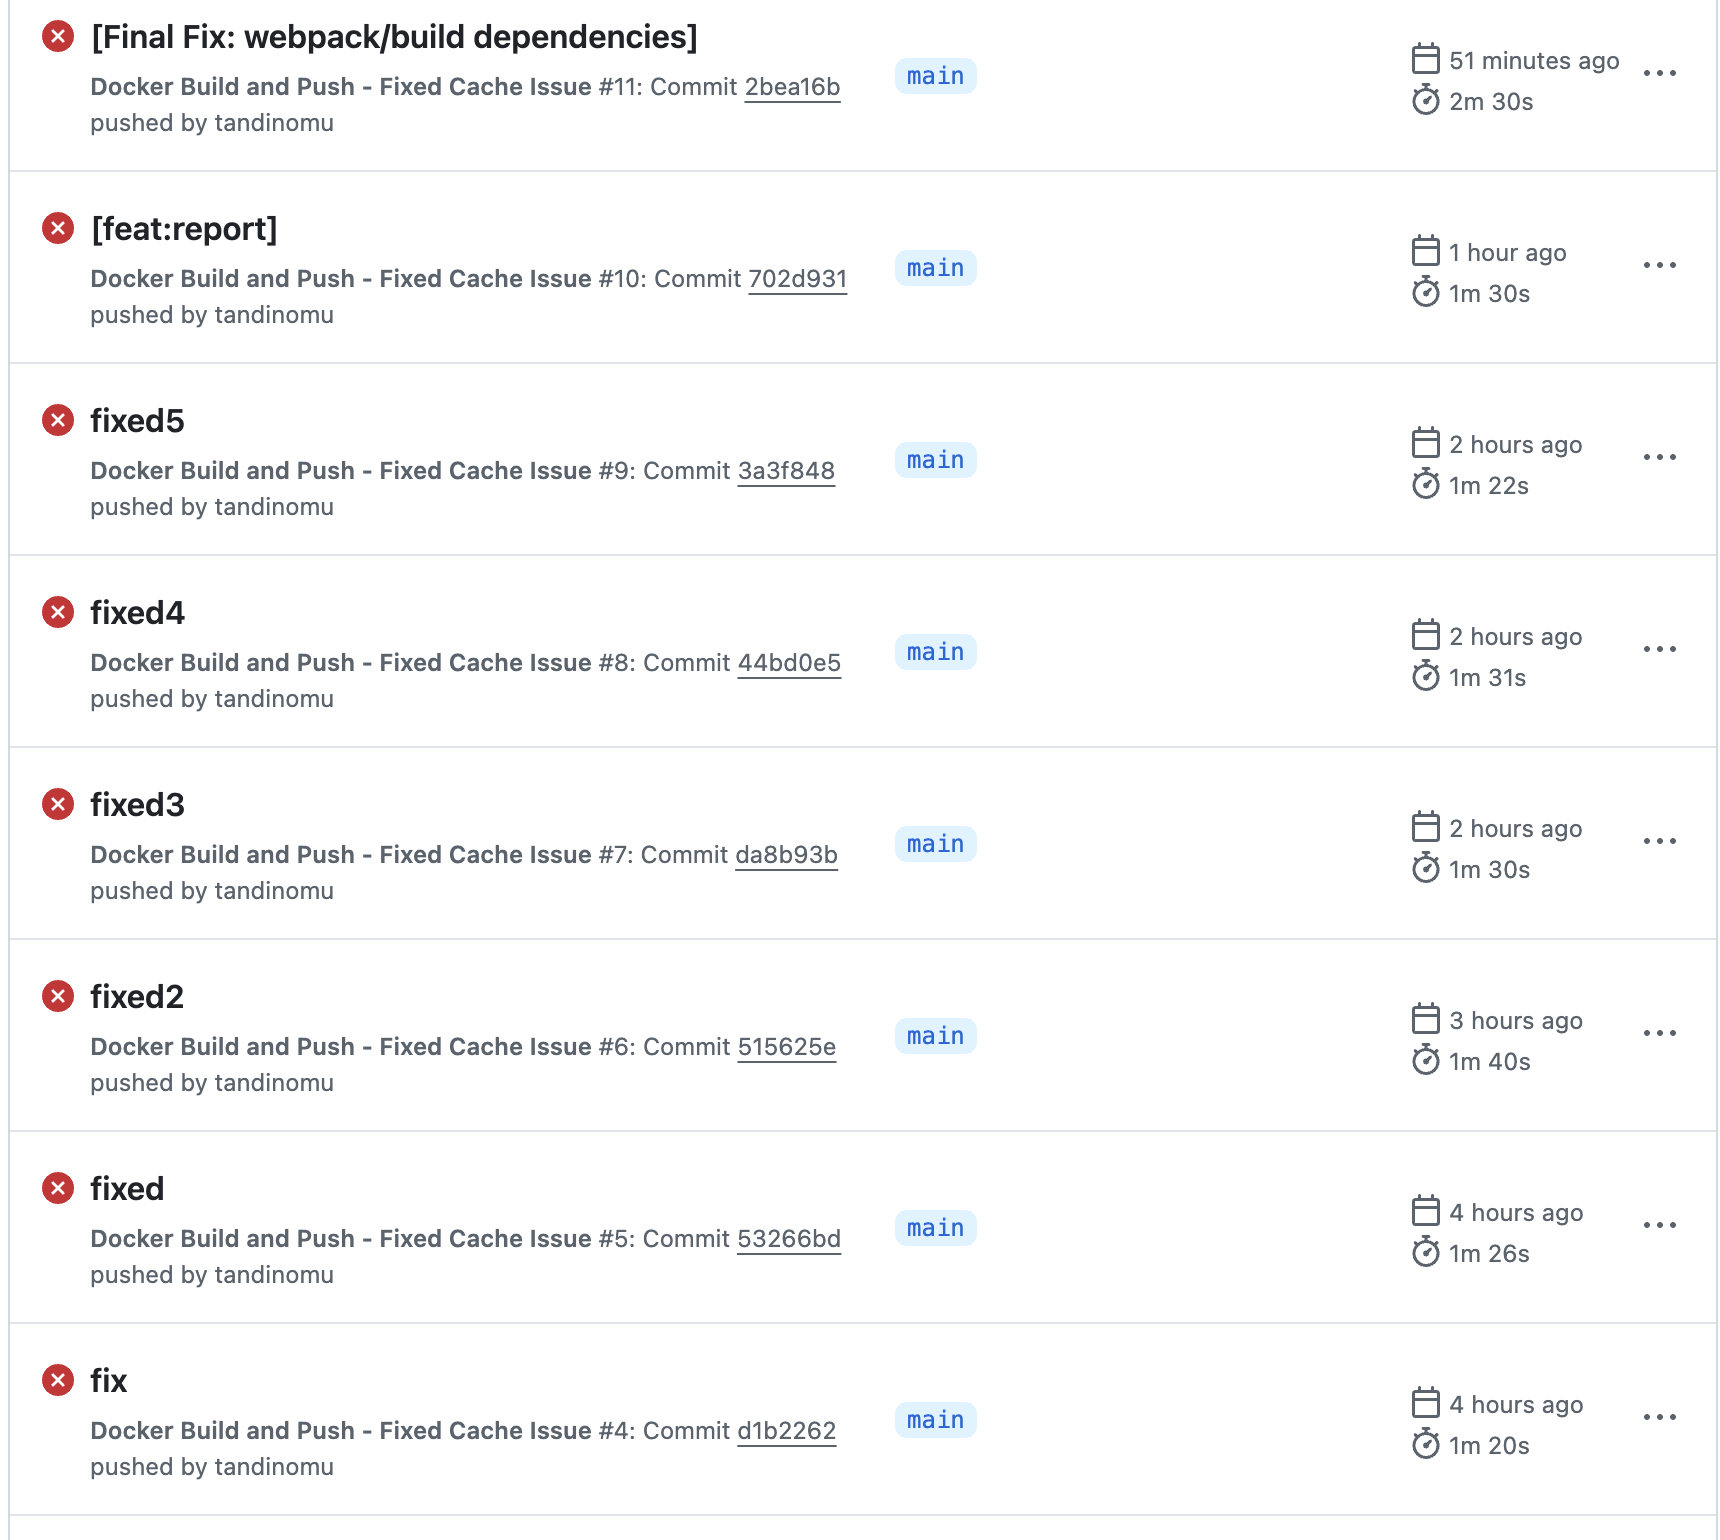 [Final Fix: webpack/build dependencies]
Docker Build and Push - Fixed Cache Issue #11: Commit 2bea16b
pushed by tandinomu
main
51 minutes ago
2m 30s
[feat:report]
Docker Build and Push - Fixed Cache Issue #10: Commit 702d931
pushed by tandinomu
main
1 hour ago
1m 30s
fixed5
Docker Build and Push - Fixed Cache Issue #9: Commit 3a3f848
pushed by tandinomu
main
2 hours ago
1m 22s
fixed4
Docker Build and Push - Fixed Cache Issue #8: Commit 44bd0e5
pushed by tandinomu
main
2 hours ago
1m 31s
fixed3
Docker Build and Push - Fixed Cache Issue #7: Commit da8b93b
pushed by tandinomu
main
2 hours ago
1m 30s
fixed2
Docker Build and Push - Fixed Cache Issue #6: Commit 515625e
pushed by tandinomu
main
3 hours ago
1m 40s
fixed
Docker Build and Push - Fixed Cache Issue #5: Commit 53266bd
pushed by tandinomu
main
4 hours ago
1m 26s
fix
Docker Build and Push - Fixed Cache Issue #4: Commit d1b2262
pushed by tandinomu
main
4 hours ago
1m 20s